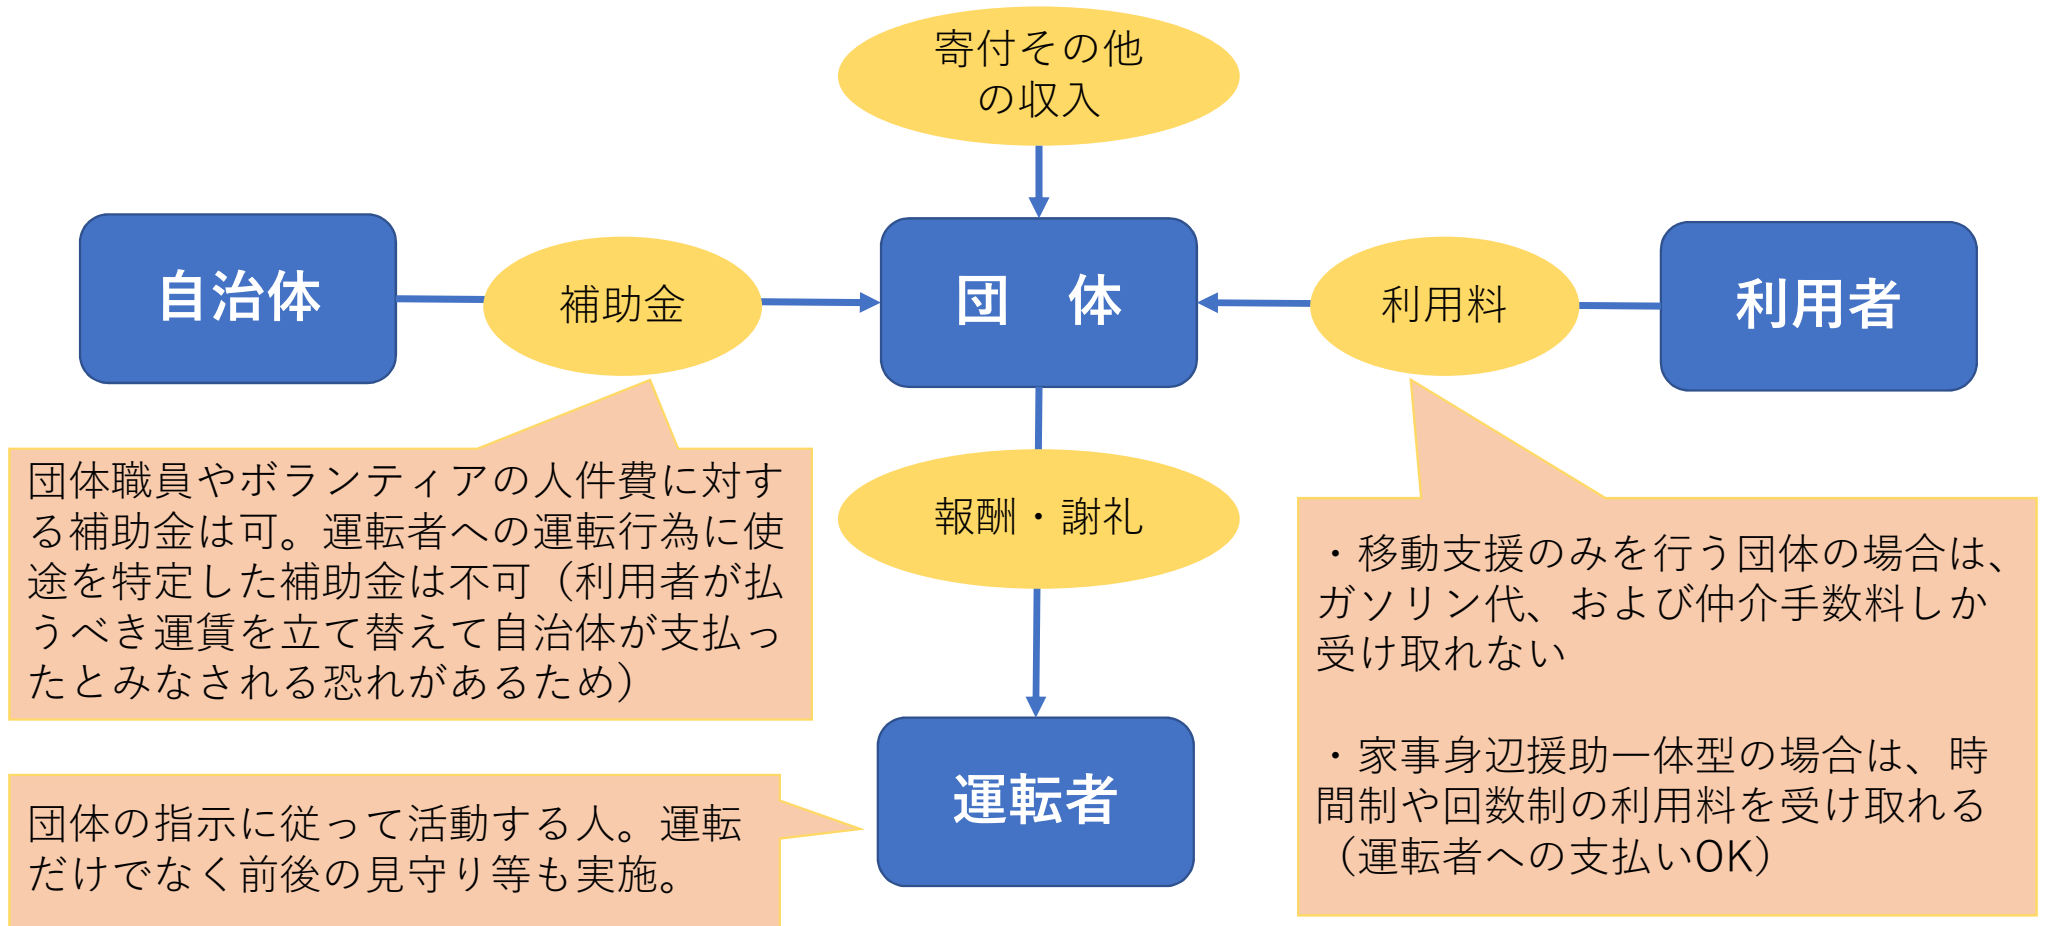 寄付その他
の収入
自治体
補助金
団　体
利用料
利用者
団体職員やボランティアの人件費に対す
る補助金は可。運転者への運転行為に使
途を特定した補助金は不可（利用者が払
うべき運賃を立て替えて自治体が支払っ
たとみなされる恐れがあるため）
報酬・謝礼
・移動支援のみを行う団体の場合は、
ガソリン代、および仲介手数料しか
受け取れない
・家事身辺援助一体型の場合は、時
間制や回数制の利用料を受け取れる
（運転者への支払いOK）
団体の指示に従って活動する人。運転
だけでなく前後の見守り等も実施。
運転者